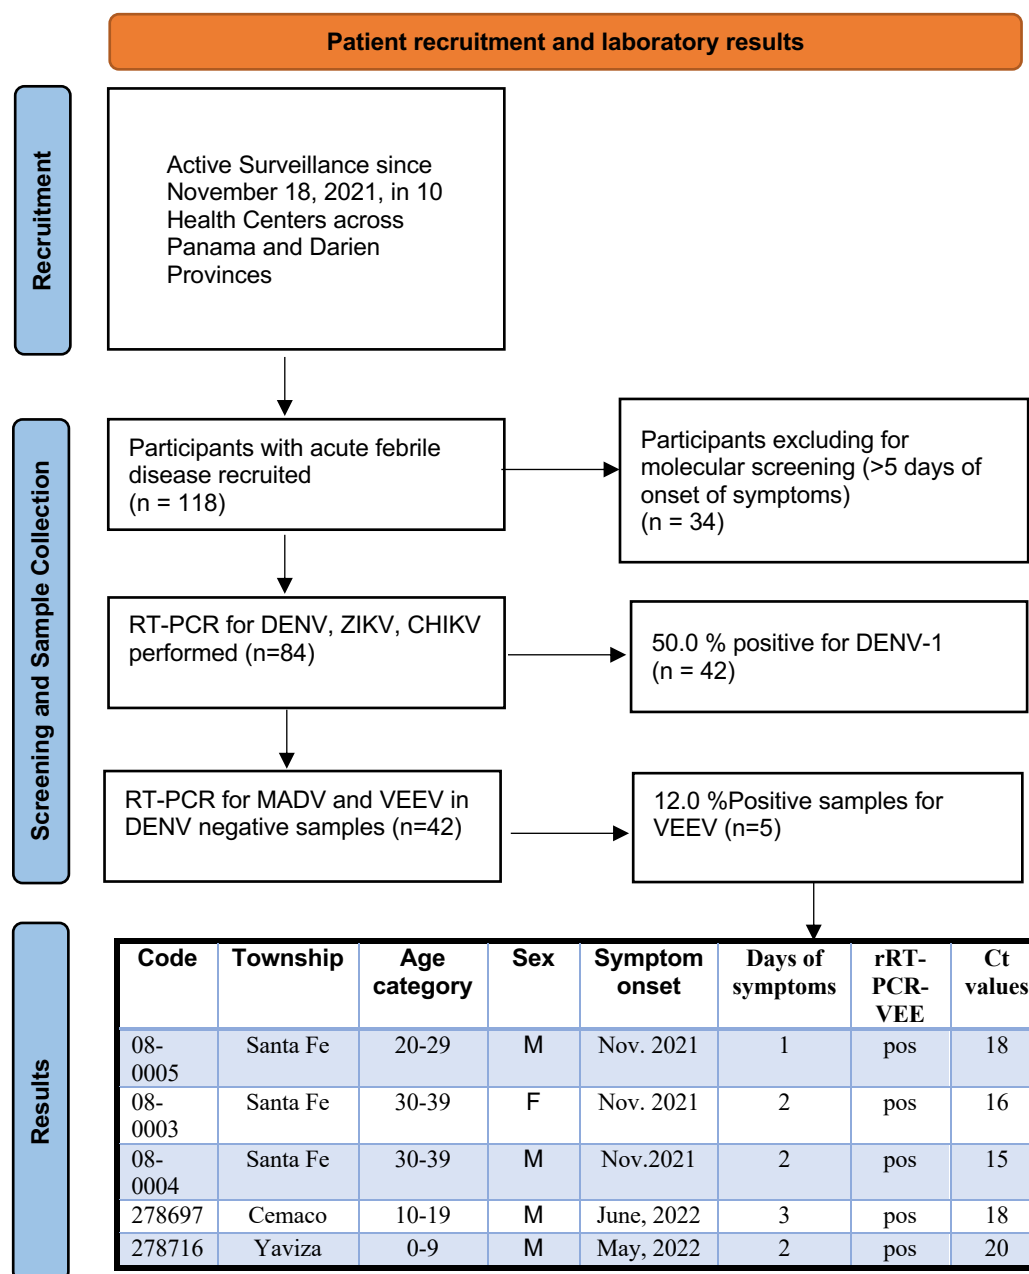 Patient recruitment and laboratory results
Recruitment
Active Surveillance since
November 18, 2021, in 10
Health Centers across
Panama and Darien
Provinces
Screening and Sample Collection
Participants with acute febrile
disease recruited
(n = 118)
Participants excluding for
molecular screening (>5 days of
onset of symptoms)
(n = 34)
RT-PCR for DENV, ZIKV, CHIKV
performed (n=84)
50.0 % positive for DENV-1
(n = 42)
RT-PCR for MADV and VEEV in
DENV negative samples (n=42)
12.0 %Positive samples for
VEEV (n=5)
Results
Code Township Age category Sex Symptom onset Days of symptoms rRT-PCR-VEE Ct values
08-0005 Santa Fe 20-29 M Nov. 2021 1 pos 18
08-0003 Santa Fe 30-39 F Nov. 2021 2 pos 16
08-0004 Santa Fe 30-39 M Nov.2021 2 pos 15
278697 Cemaco 10-19 M June, 2022 3 pos 18
278716 Yaviza 0-9 M May, 2022 2 pos 20